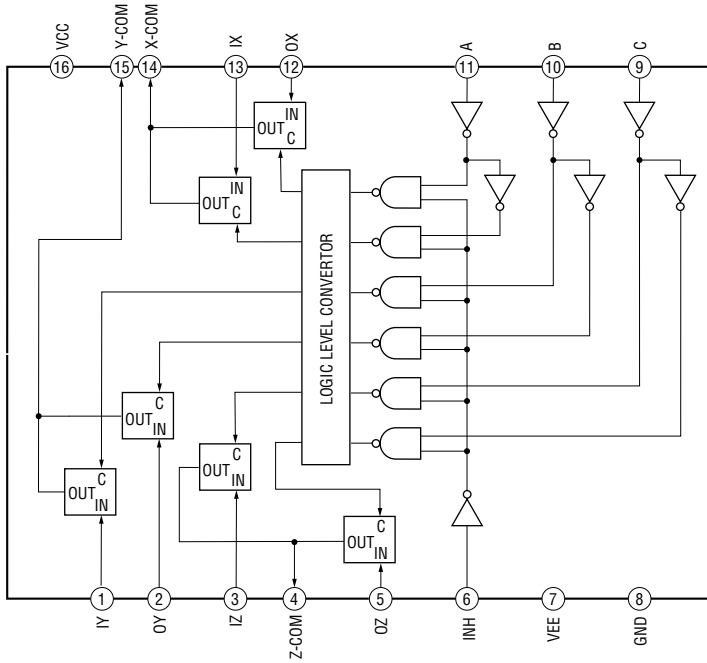 VCC
Y-COM
X-COM
IX
OX
A
B
C
16
15
14
13
12
11
10
9
IN
OUT
C
IN
OUT
C
LOGIC LEVEL CONVERTOR
C
OUT
IN
C
OUT
IN
C
OUT
IN
C
OUT
IN
1
2
3
4
5
6
7
8
IY
OY
IZ
Z-COM
OZ
INH
VEE
GND